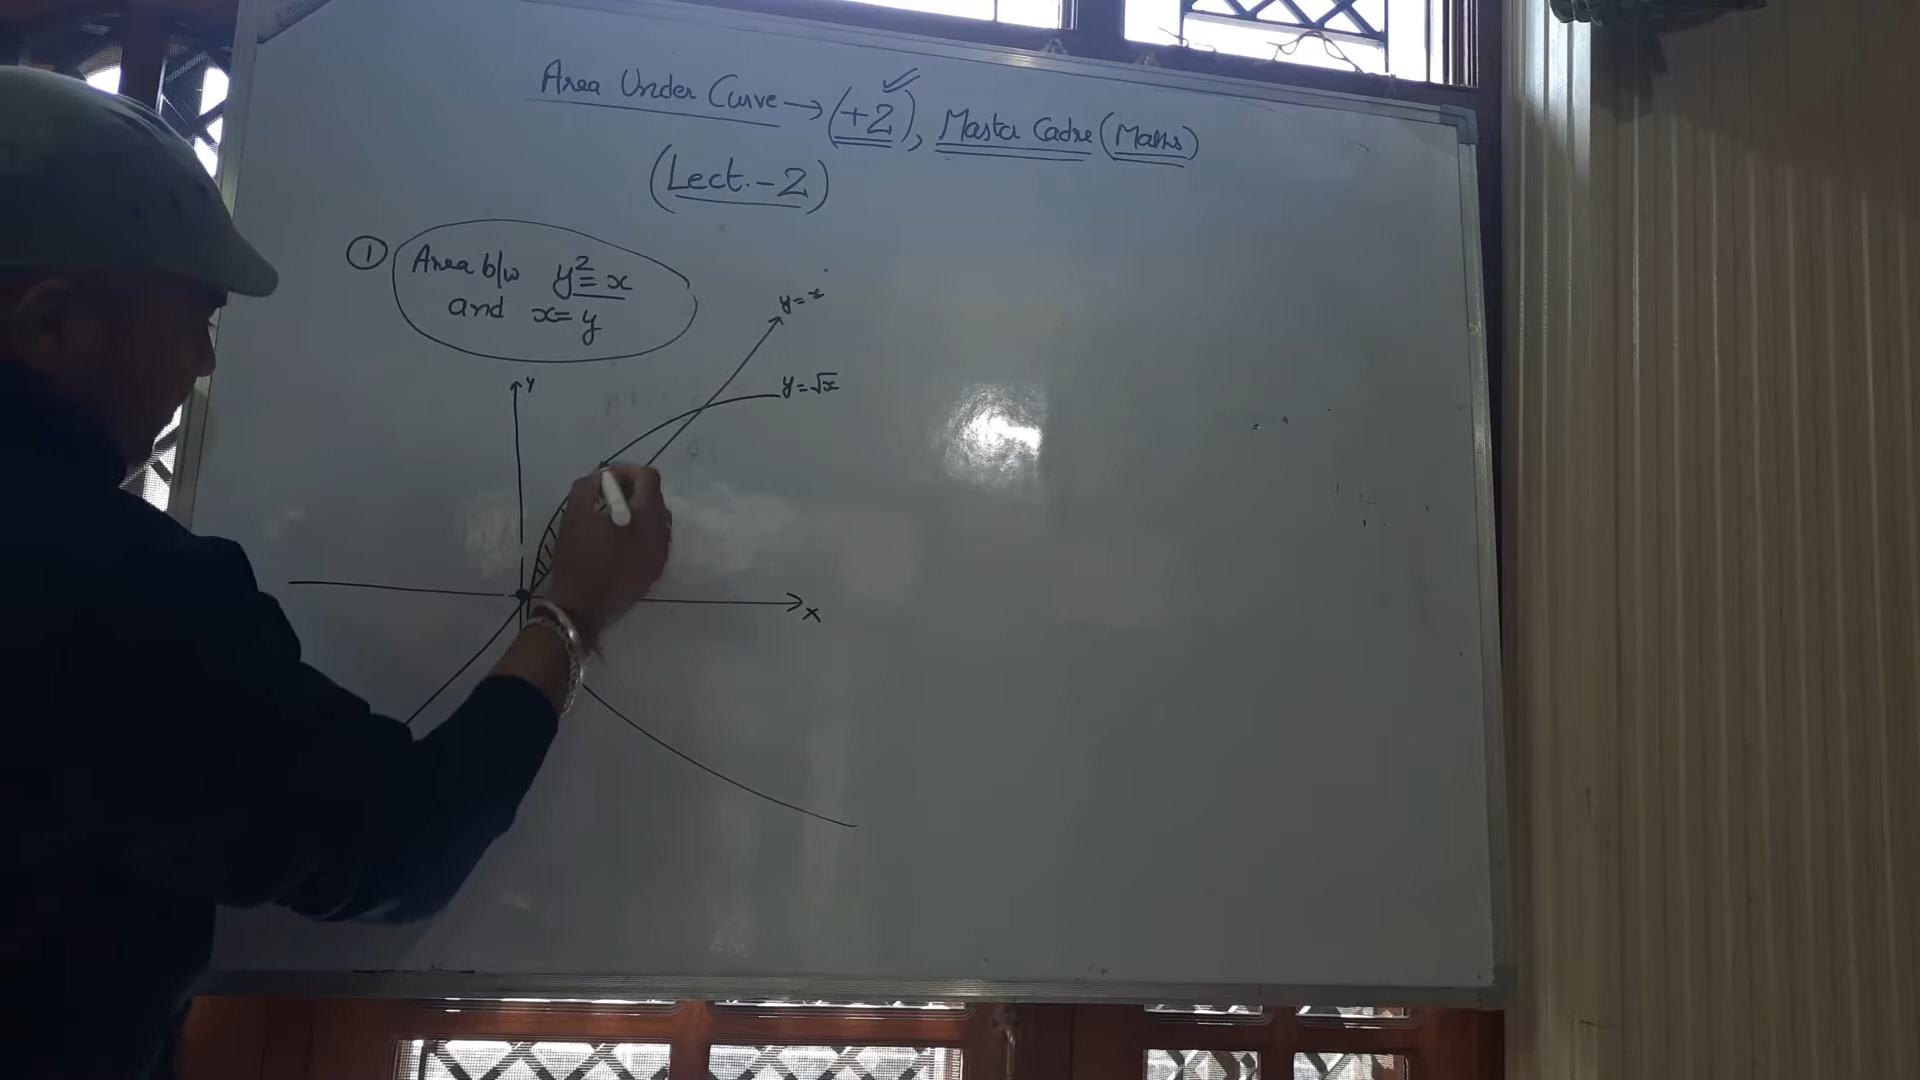 Area Under Curve → (+2), Master Cadre (Maths)
(Lect. - 2)
① Area b/w y² = x
and x = y
y = x
y = √x
Y
X